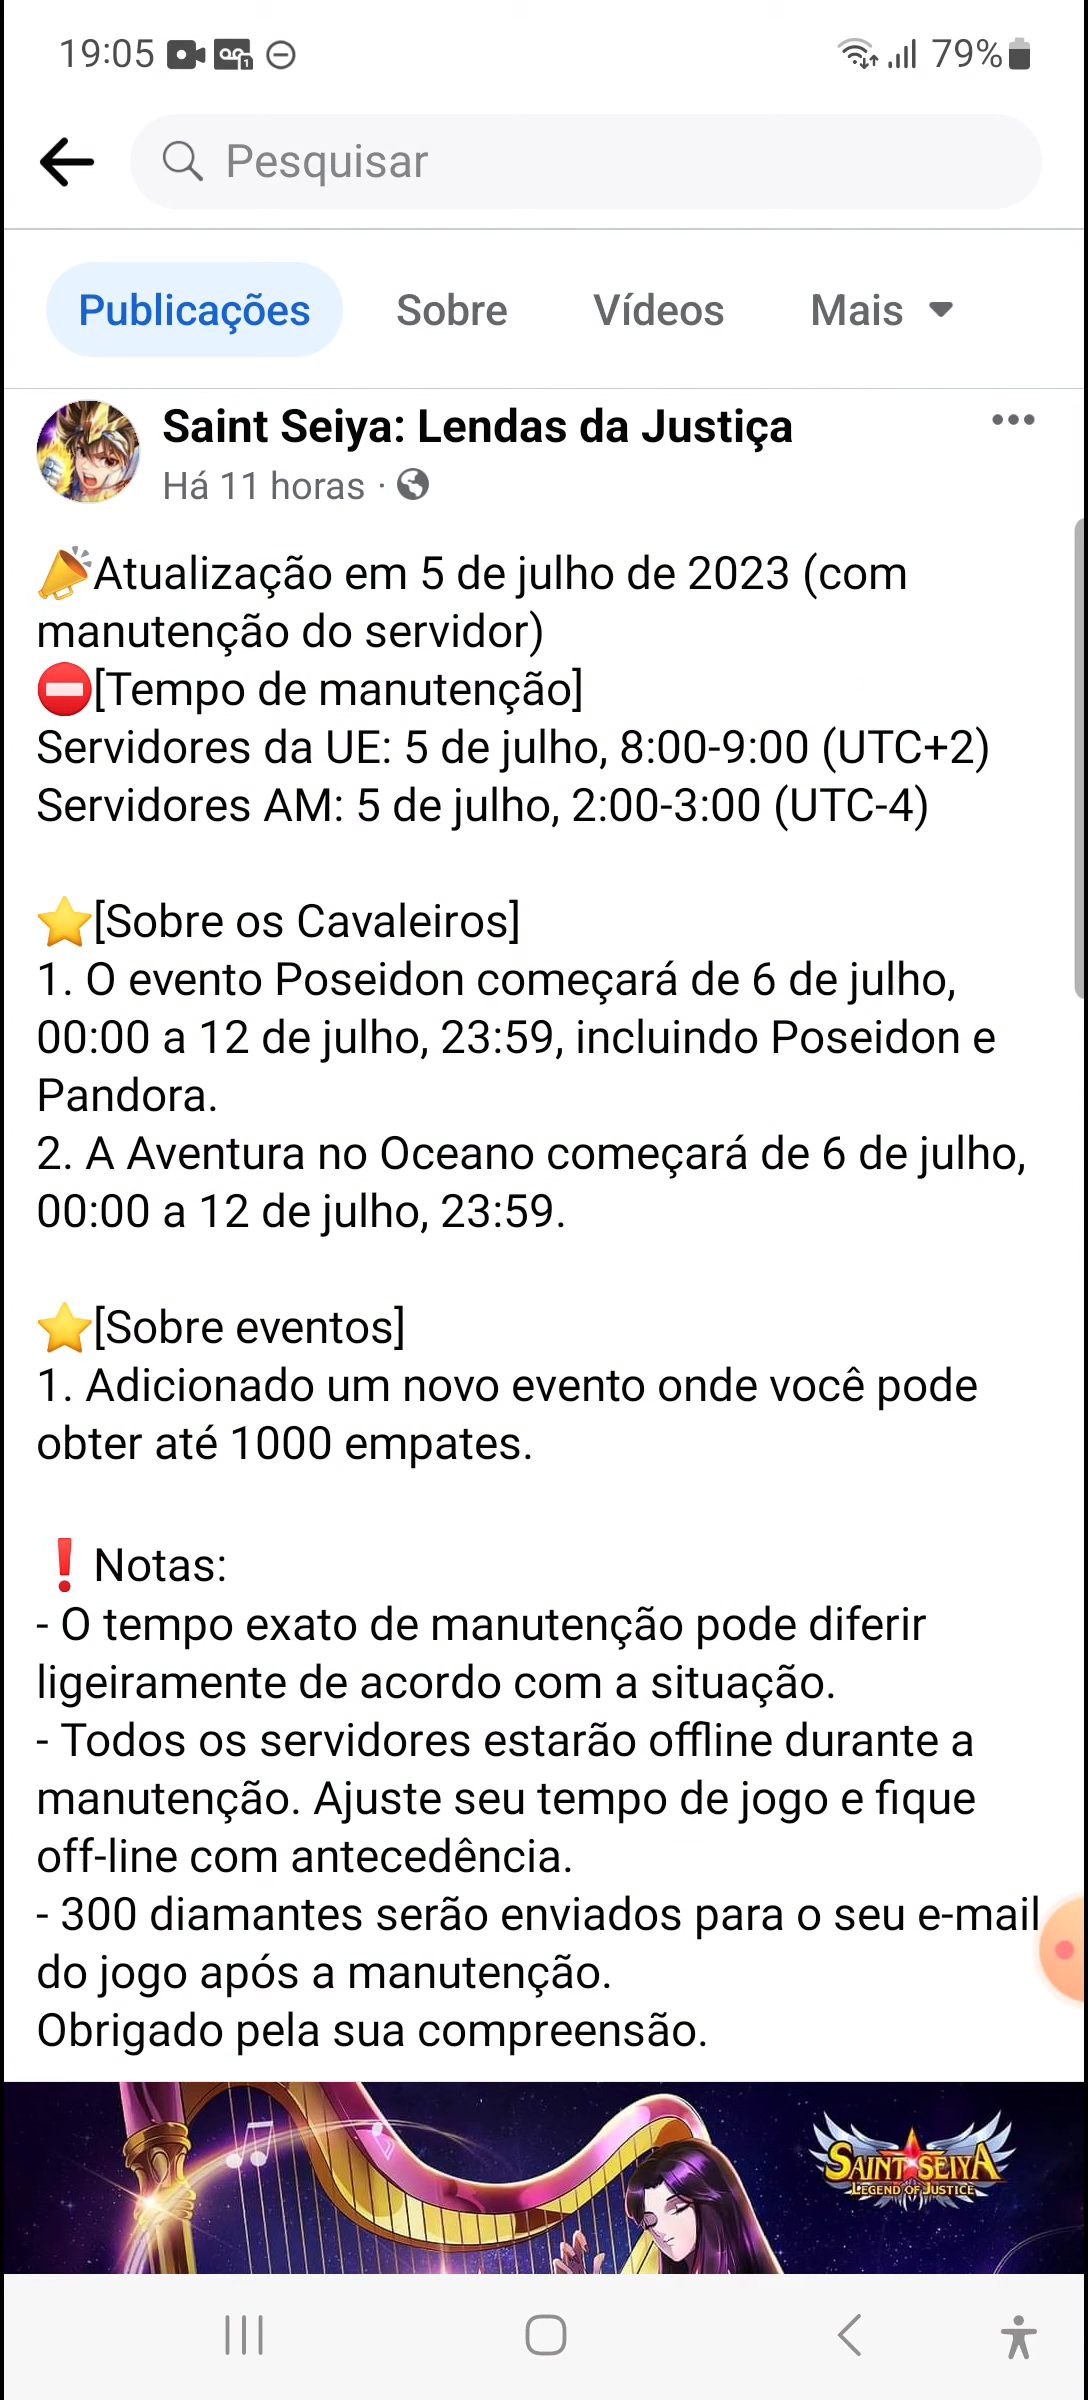 19:05
79%
Pesquisar
Publicações Sobre Vídeos Mais
Saint Seiya: Lendas da Justiça
Há 11 horas ·
📣Atualização em 5 de julho de 2023 (com
manutenção do servidor)
⛔[Tempo de manutenção]
Servidores da UE: 5 de julho, 8:00-9:00 (UTC+2)
Servidores AM: 5 de julho, 2:00-3:00 (UTC-4)
⭐[Sobre os Cavaleiros]
1. O evento Poseidon começará de 6 de julho,
00:00 a 12 de julho, 23:59, incluindo Poseidon e
Pandora.
2. A Aventura no Oceano começará de 6 de julho,
00:00 a 12 de julho, 23:59.
⭐[Sobre eventos]
1. Adicionado um novo evento onde você pode
obter até 1000 empates.
❗Notas:
- O tempo exato de manutenção pode diferir
ligeiramente de acordo com a situação.
- Todos os servidores estarão offline durante a
manutenção. Ajuste seu tempo de jogo e fique
off-line com antecedência.
- 300 diamantes serão enviados para o seu e-mail
do jogo após a manutenção.
Obrigado pela sua compreensão.
SAINT SEIYA
LEGEND OF JUSTICE